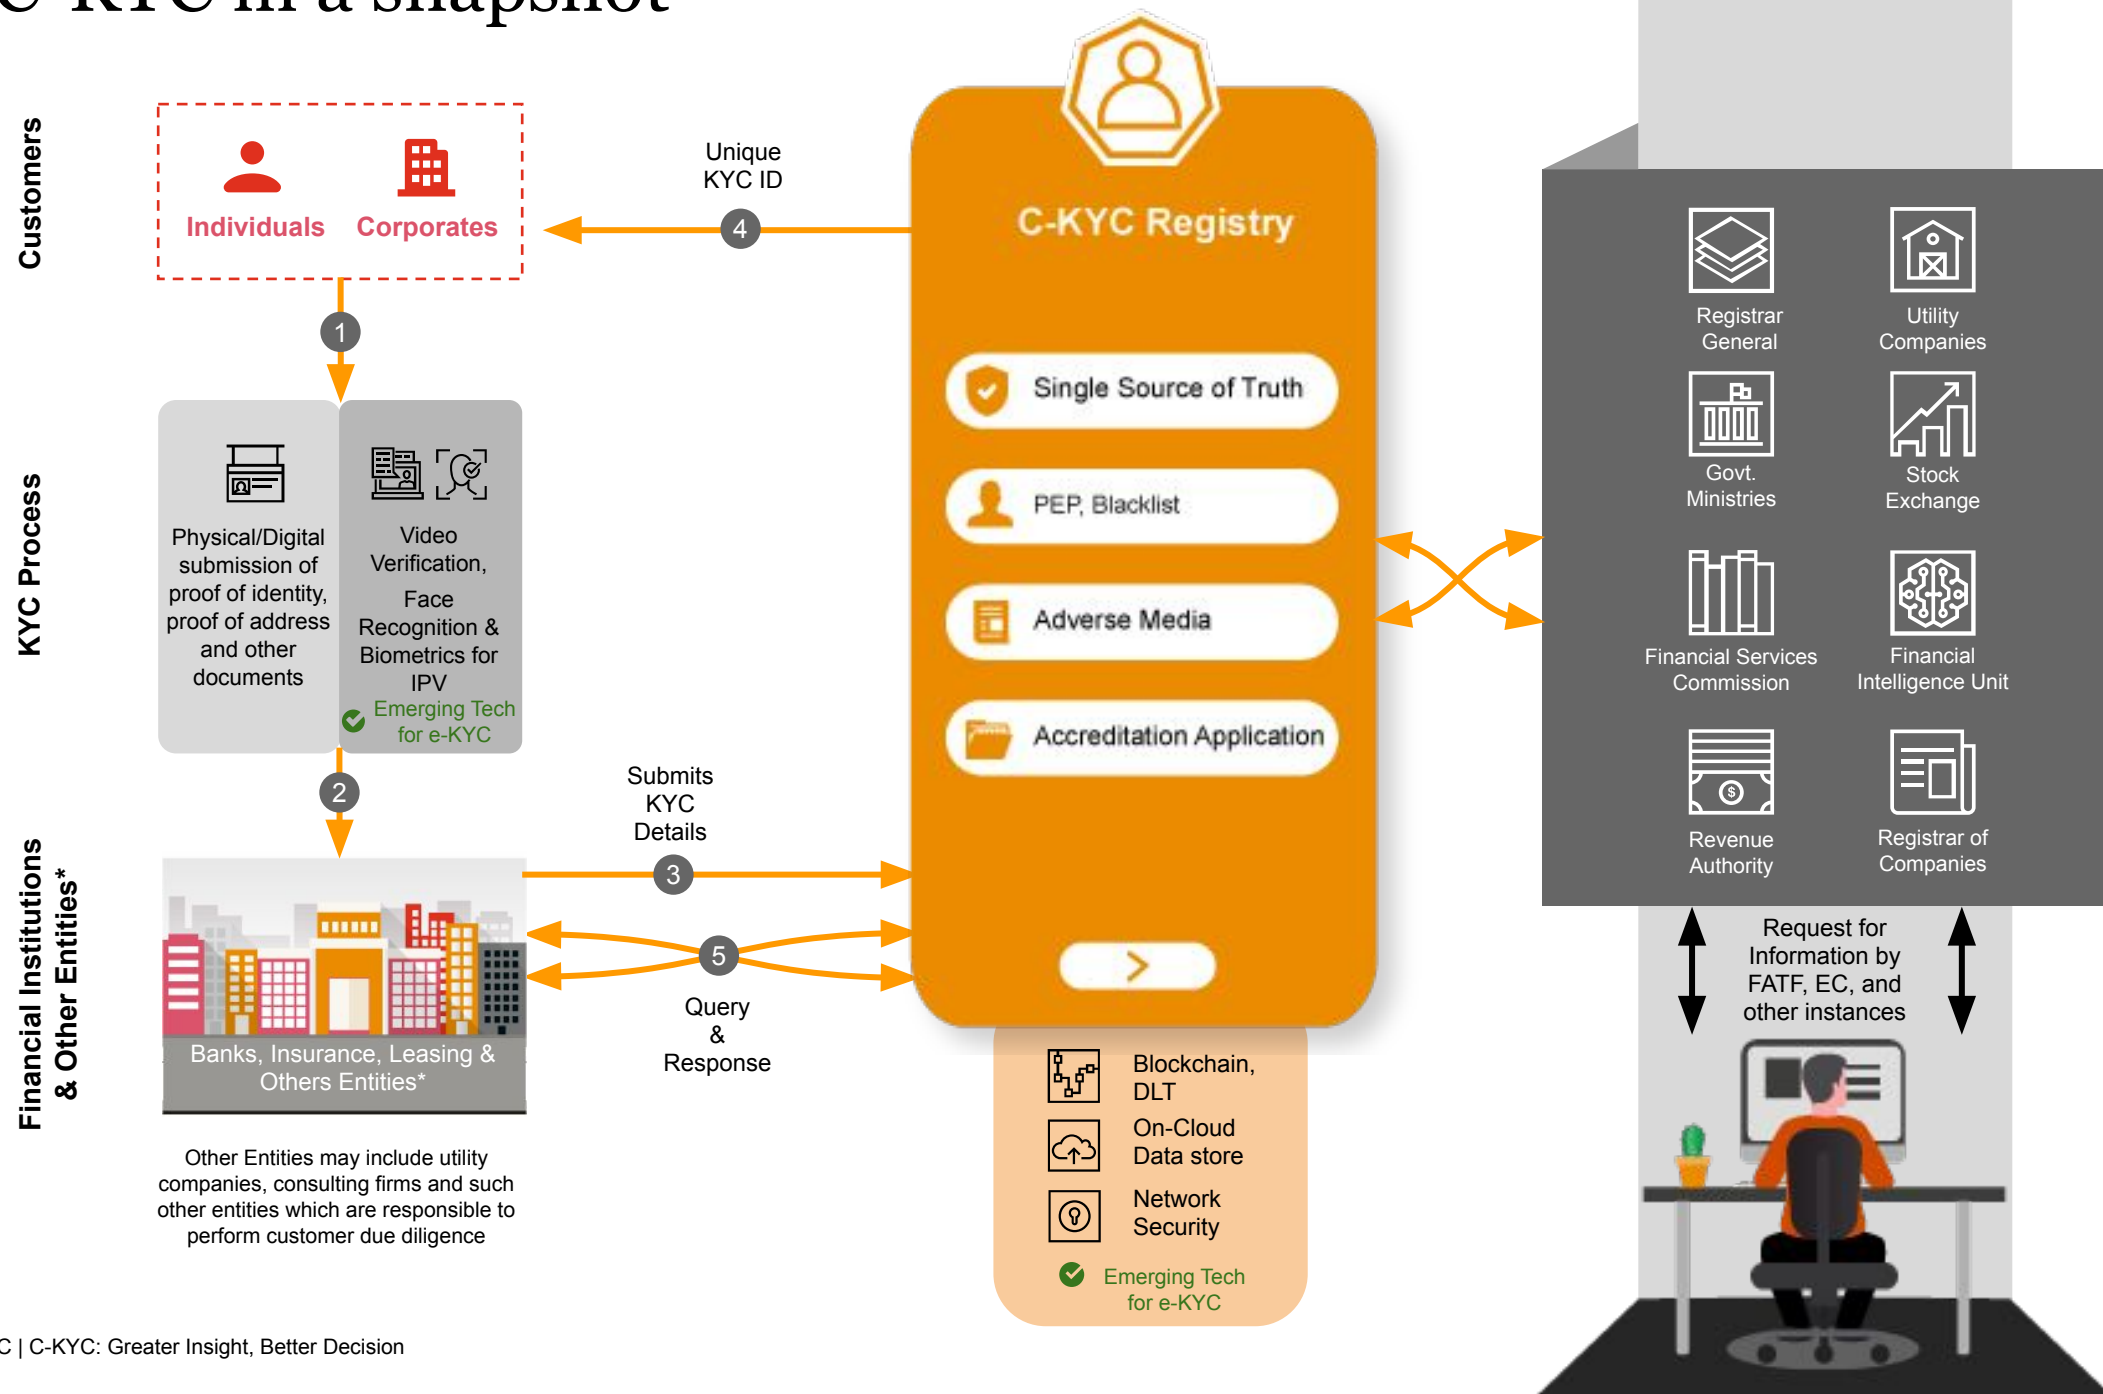 C-KYC in a snapshot
Customers
Individuals
Corporates
Unique
KYC ID
4
1
KYC Process
Physical/Digital
submission of
proof of identity,
proof of address
and other
documents
Video
Verification,
Face
Recognition &
Biometrics for
IPV
Emerging Tech
for e-KYC
2
Financial Institutions
& Other Entities*
Submits
KYC
Details
3
5
Query
&
Response
Banks, Insurance, Leasing &
Others Entities*
Other Entities may include utility
companies, consulting firms and such
other entities which are responsible to
perform customer due diligence
C-KYC Registry
Single Source of Truth
PEP, Blacklist
Adverse Media
Accreditation Application
Blockchain,
DLT
On-Cloud
Data store
Network
Security
Emerging Tech
for e-KYC
Registrar
General
Utility
Companies
Govt.
Ministries
Stock
Exchange
Financial Services
Commission
Financial
Intelligence Unit
Revenue
Authority
Registrar of
Companies
Request for
Information by
FATF, EC, and
other instances
C | C-KYC: Greater Insight, Better Decision